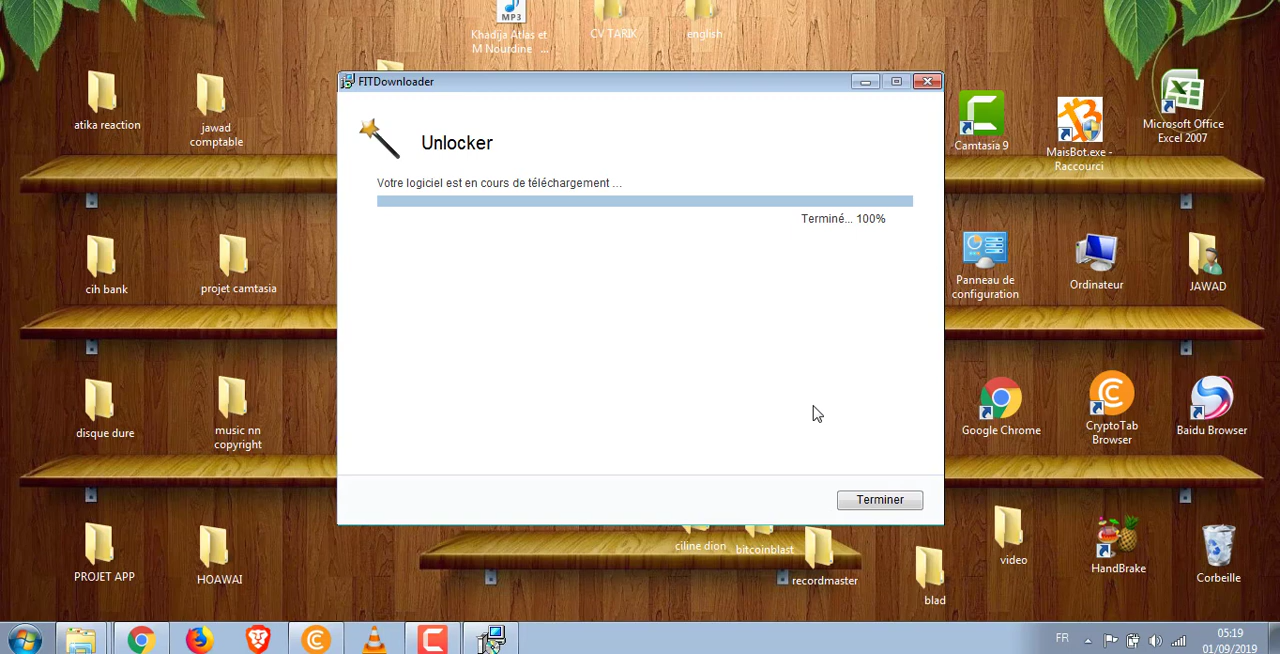 MP3
Khadija Atlas et
M Nourdine ...
CV TARIK
english
FITDownloader
atika reaction
jawad
comptable
Unlocker
Camtasia 9
MaisBot.exe -
Raccourci
Microsoft Office
Excel 2007
Votre logiciel est en cours de téléchargement ...
Terminé... 100%
cih bank
projet camtasia
Panneau de
configuration
Ordinateur
JAWAD
disque dure
music nn
copyright
Google Chrome
CryptoTab
Browser
Baidu Browser
Terminer
PROJET APP
HOAWAI
ciline dion
bitcoinblast
recordmaster
blad
video
HandBrake
Corbeille
FR
05:19
01/09/2019